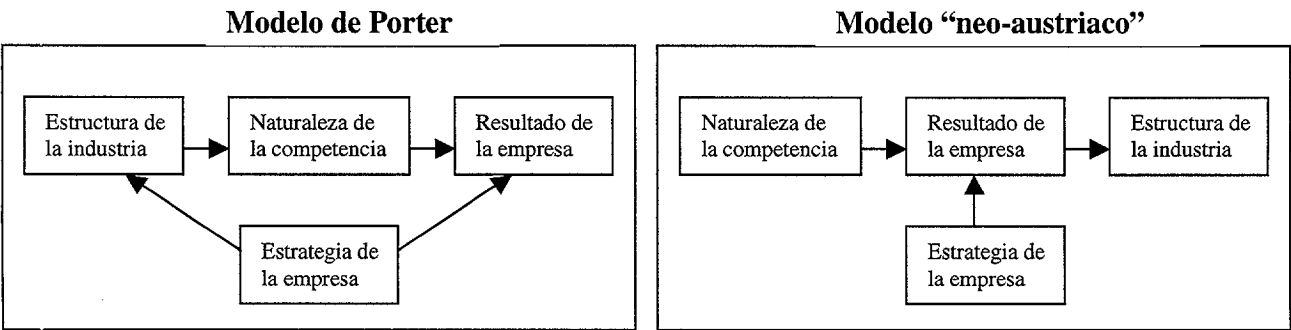 Modelo de Porter
Estructura de
la industria
Naturaleza de
la competencia
Resultado de
la empresa
Estrategia de
la empresa
Modelo “neo-austriaco”
Naturaleza de
la competencia
Resultado de
la empresa
Estructura de
la industria
Estrategia de
la empresa